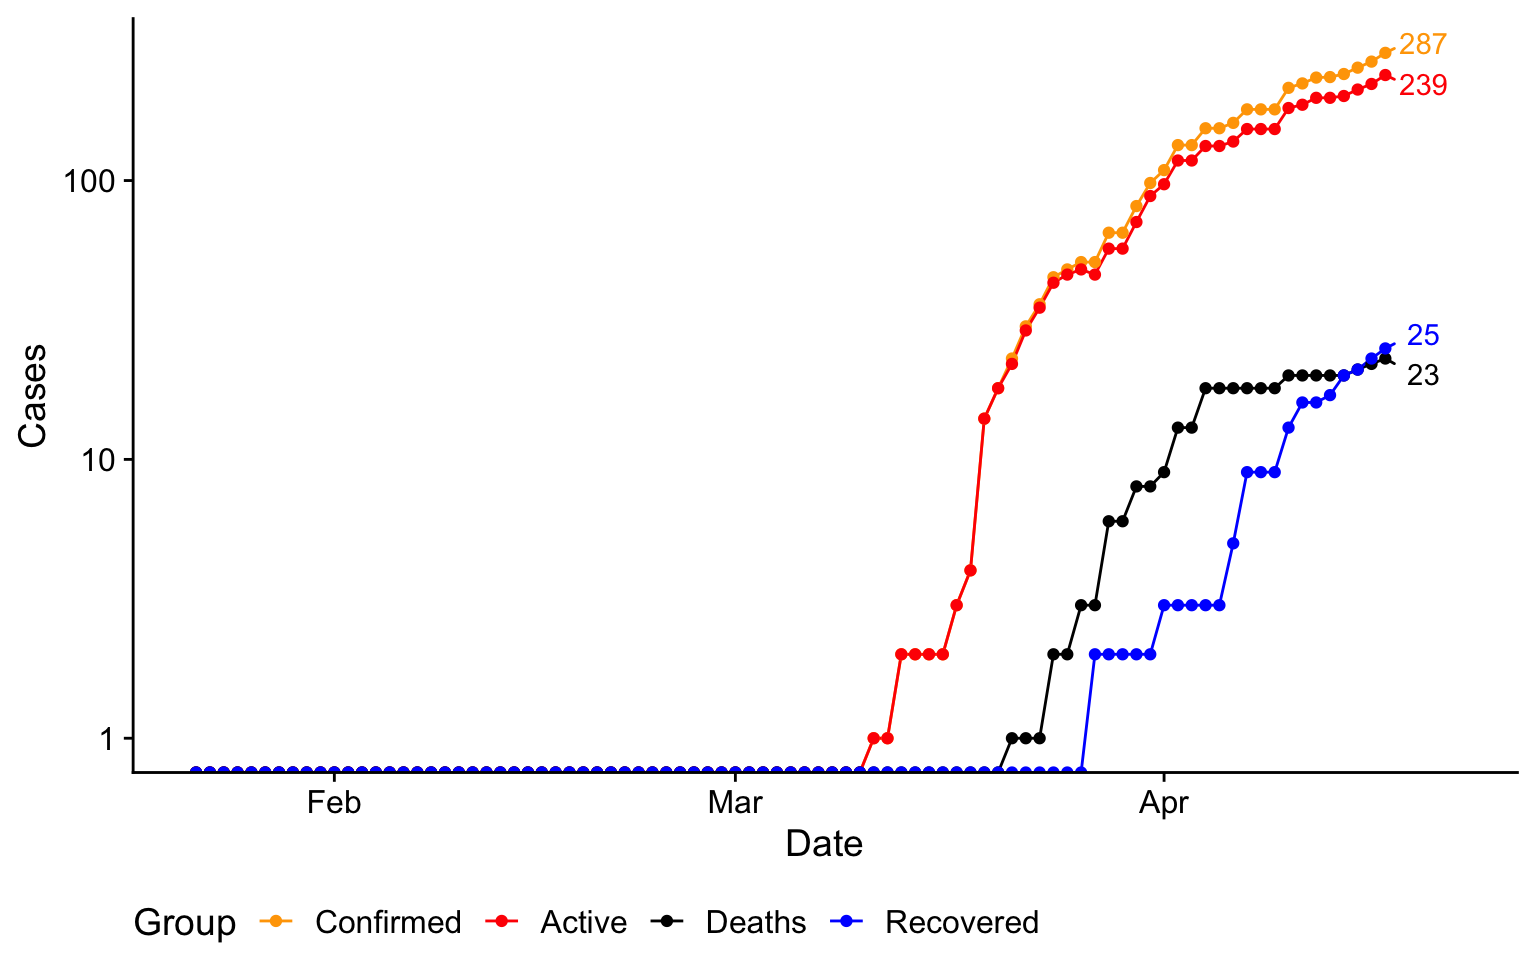 287
239
100
25
23
Cases
10
1
Feb Mar Apr
Date
Group Confirmed Active Deaths Recovered